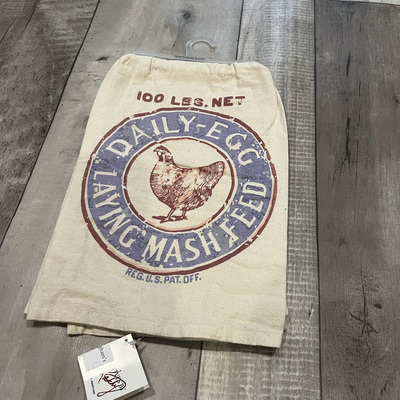 100 LBS. NET
DAILY-EGG
LAYING MASH FEED
REG. U.S. PAT. OFF.